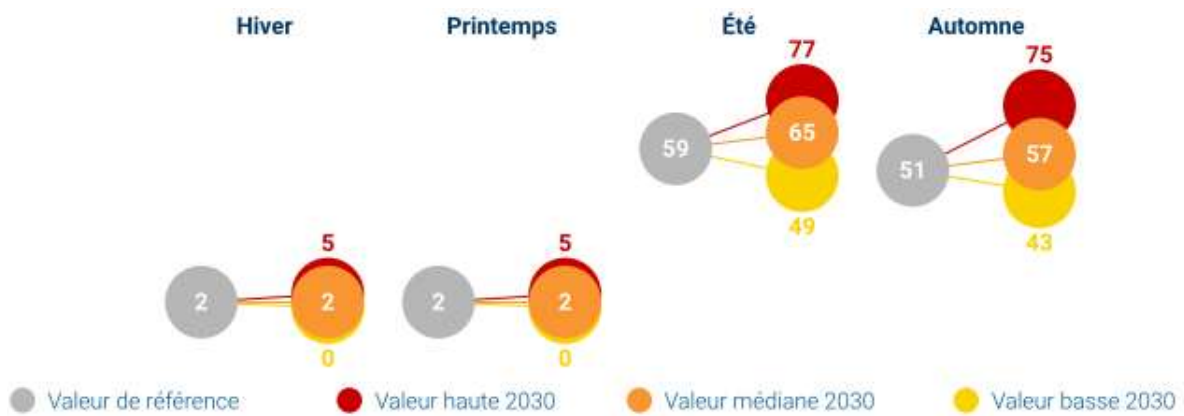 Hiver Printemps Été Automne
77 75
59 65 51 57
49 43
5 5
2 2 2 2
0 0
Valeur de référence Valeur haute 2030 Valeur médiane 2030 Valeur basse 2030